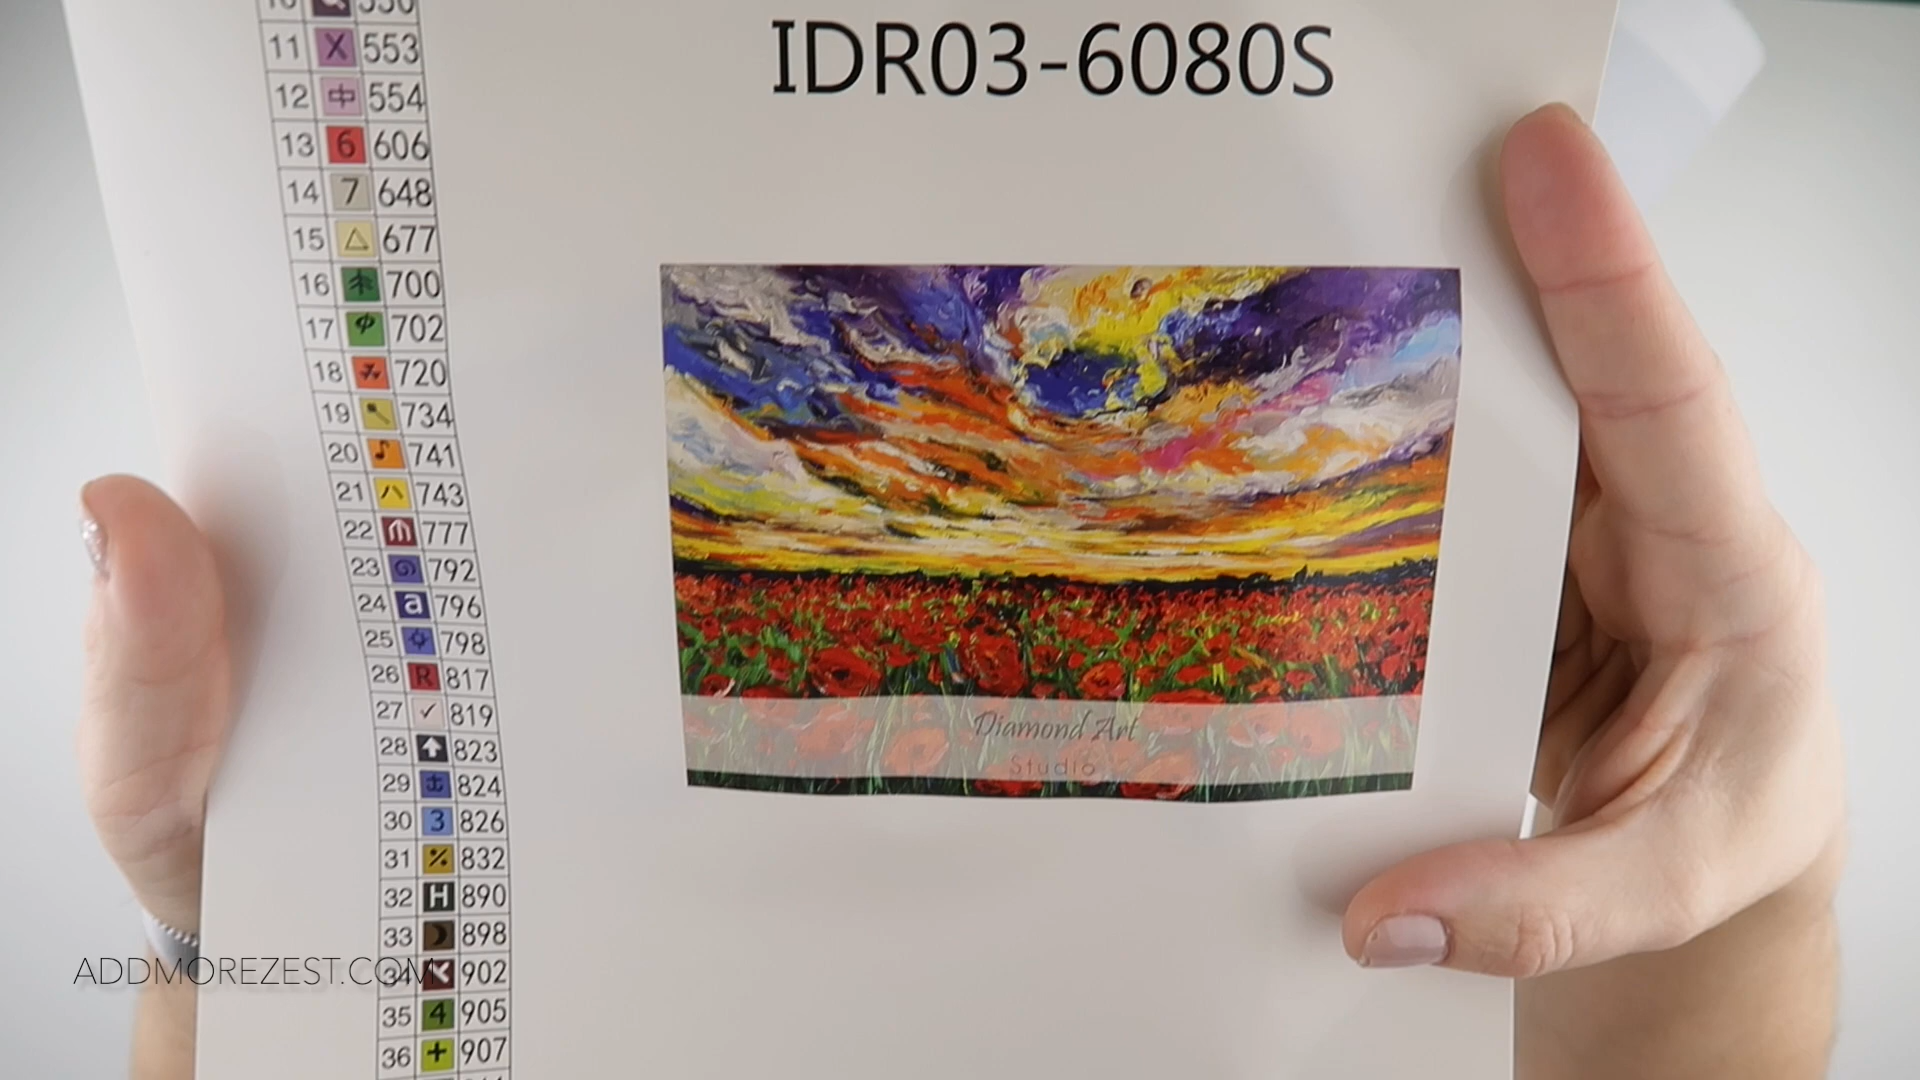 IDR03-6080S
11 X 553
12 中 554
13 6 606
14 7 648
15 677
16 700
17 702
18 720
19 734
20 741
21 743
22 777
23 792
24 a 796
25 798
26 R 817
27 ✓ 819
28 823
29 824
30 3 826
31 % 832
32 H 890
33 898
34 902
35 4 905
36 + 907
Diamond Art
Studio
ADDMOREZEST.COM